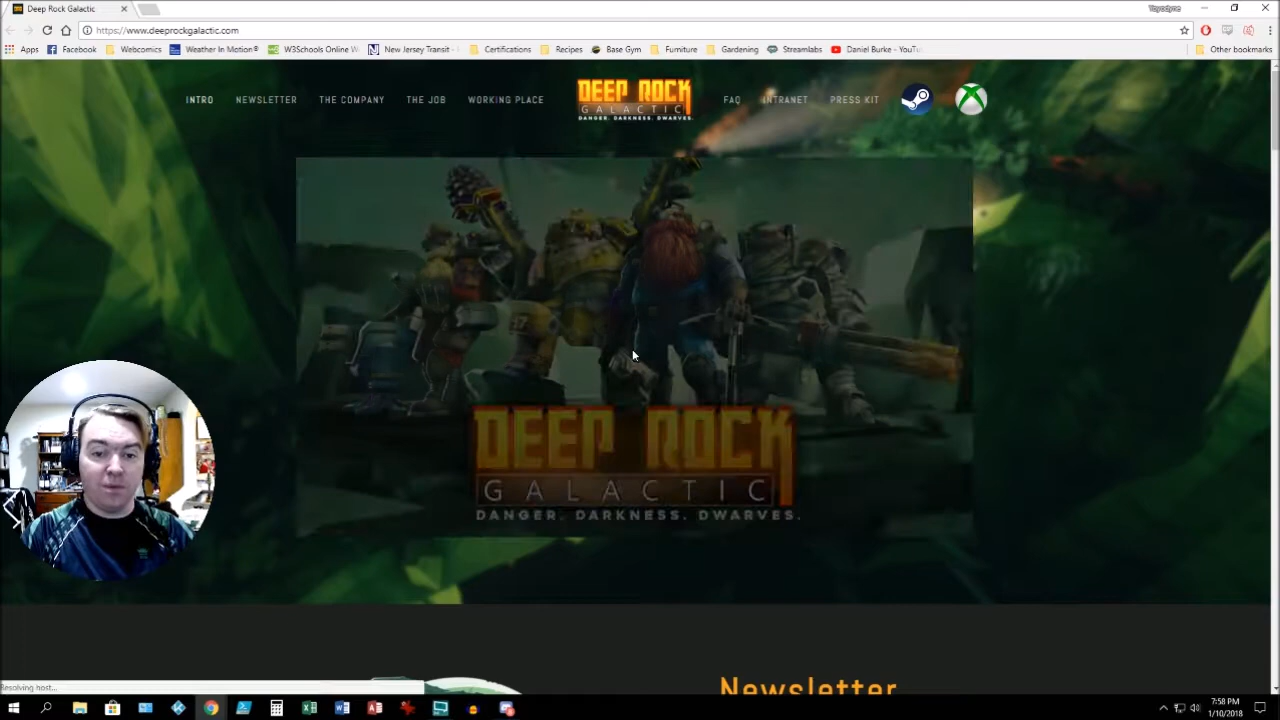 Deep Rock Galactic
Yoyodyne
https://www.deeprockgalactic.com
Apps
Facebook
Webcomics
Weather In Motion®
W3Schools Online W
New Jersey Transit -
Certifications
Recipes
Base Gym
Furniture
Gardening
Streamlabs
Daniel Burke - YouTu
Other bookmarks
INTRO
NEWSLETTER
THE COMPANY
THE JOB
WORKING PLACE
DEEP ROCK
GALACTIC
DANGER. DARKNESS. DWARVES.
FAQ
INTRANET
PRESS KIT
DEEP ROCK
GALACTIC
DANGER. DARKNESS. DWARVES.
Newsletter
Resolving host...
7:58 PM
1/10/2018